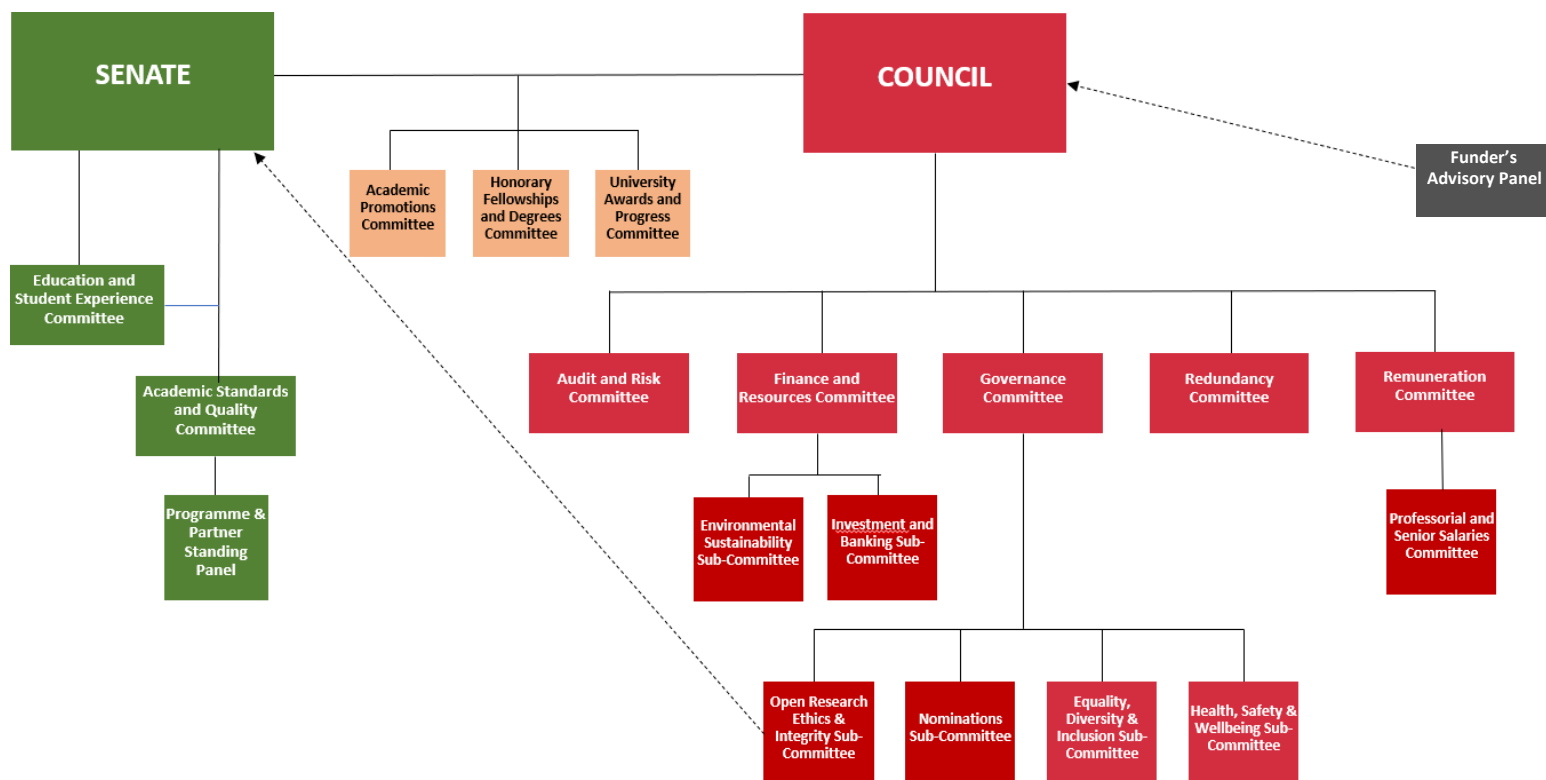 SENATE
COUNCIL
Funder’s
Advisory Panel
Academic
Promotions
Committee
Honorary
Fellowships
and Degrees
Committee
University
Awards and
Progress
Committee
Education and
Student Experience
Committee
Academic Standards
and Quality
Committee
Programme &
Partner
Standing
Panel
Audit and Risk
Committee
Finance and
Resources Committee
Governance
Committee
Redundancy
Committee
Remuneration
Committee
Environmental
Sustainability
Sub-Committee
Investment and
Banking Sub-
Committee
Professorial and
Senior Salaries
Committee
Open Research
Ethics &
Integrity Sub-
Committee
Nominations
Sub-Committee
Equality,
Diversity &
Inclusion Sub-
Committee
Health, Safety &
Wellbeing Sub-
Committee